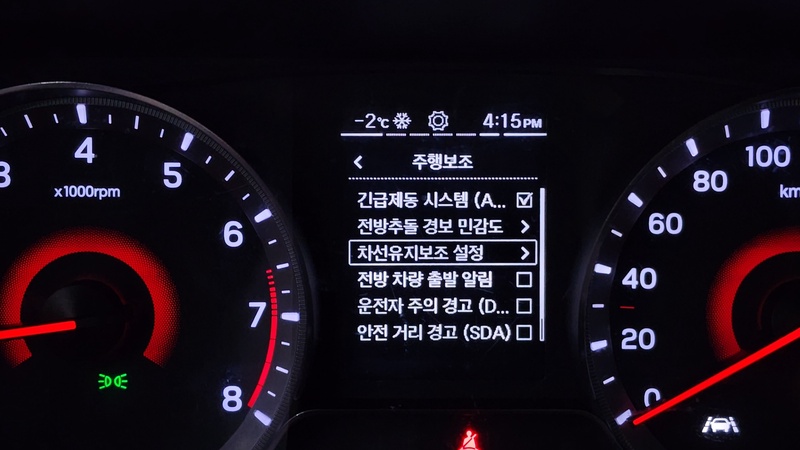 -2℃ 4:15PM
주행보조
긴급제동 시스템 (A...
전방추돌 경보 민감도
차선유지보조 설정
전방 차량 출발 알림
운전자 주의 경고 (D...
안전 거리 경고 (SDA)
3
4
5
x1000rpm
6
7
8
100
80
km
60
40
20
0